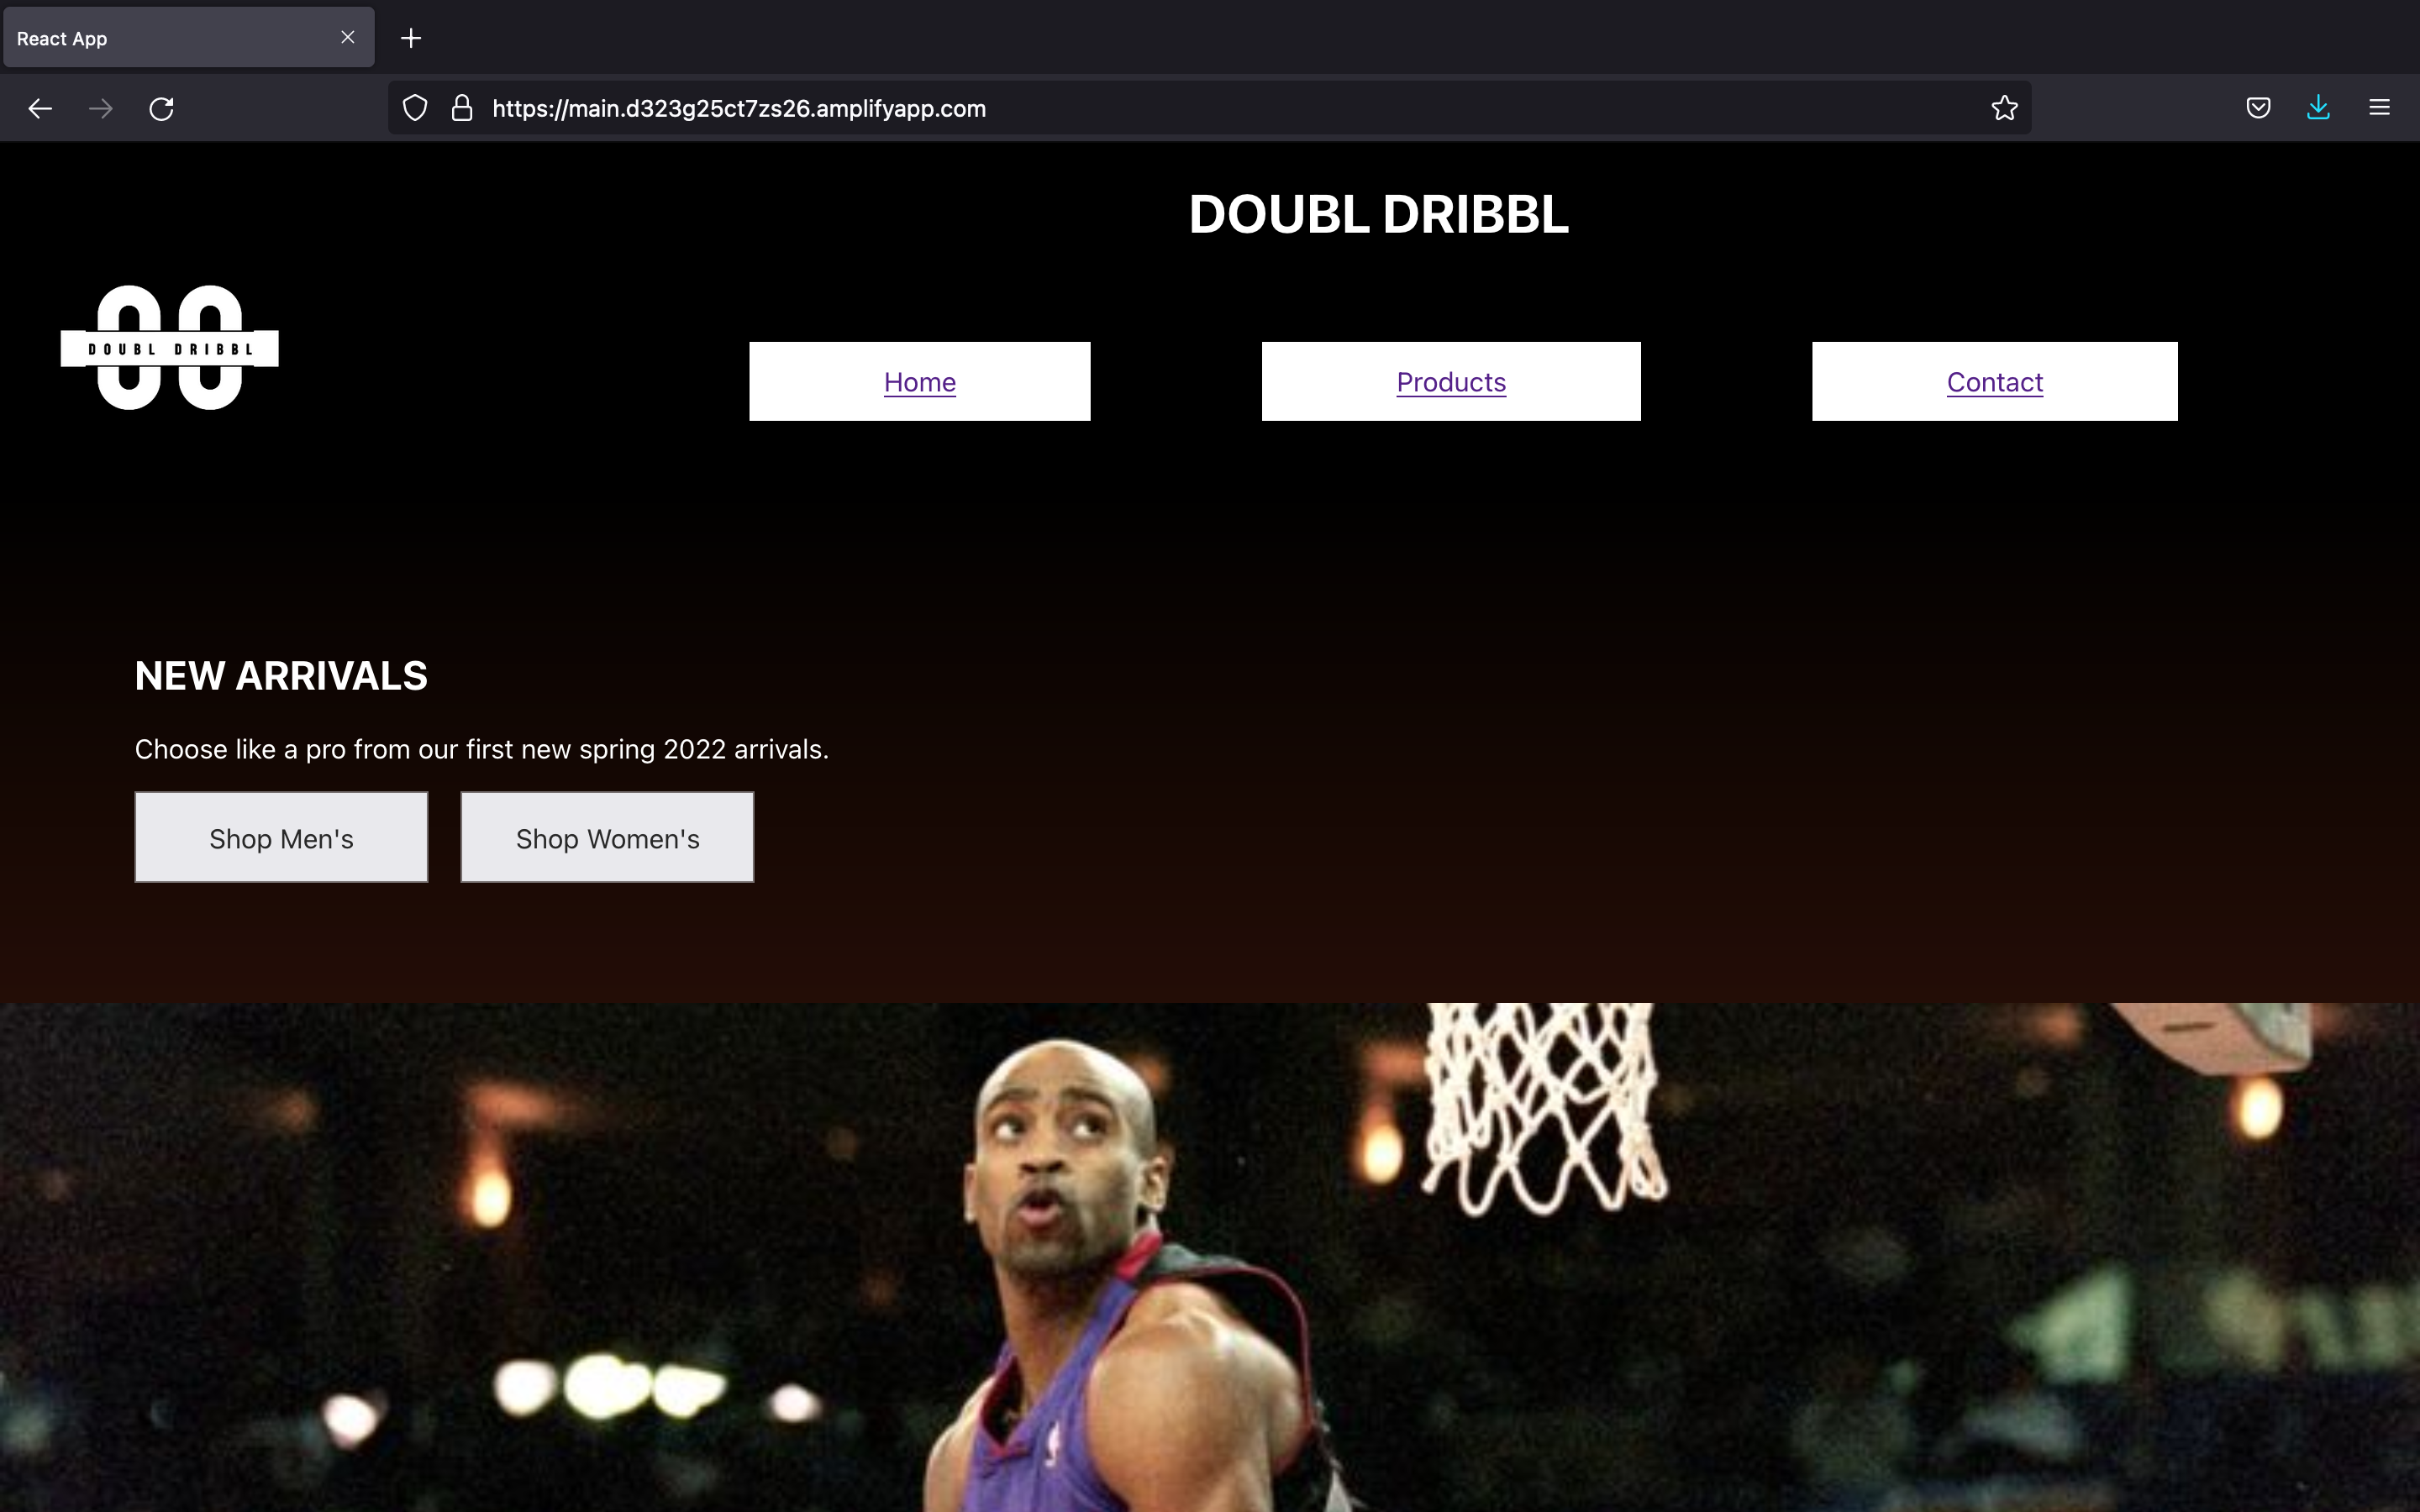 React App
https://main.d323g25ct7zs26.amplifyapp.com
DOUBL DRIBBL
DOUBL DRIBBL
Home
Products
Contact
NEW ARRIVALS
Choose like a pro from our first new spring 2022 arrivals.
Shop Men's
Shop Women's